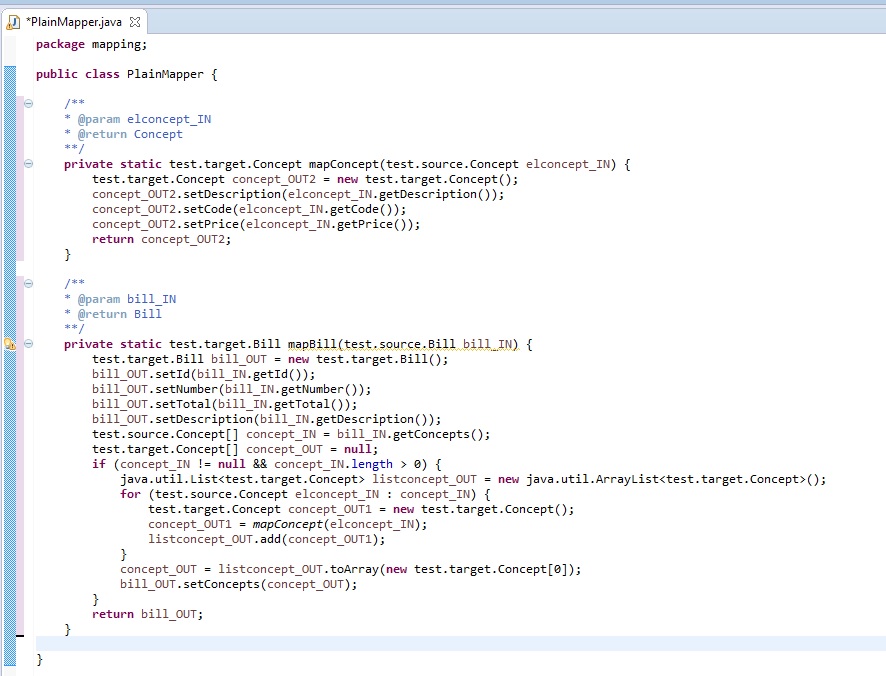 *PlainMapper.java
package mapping;
public class PlainMapper {
/**
* @param elconcept_IN
* @return Concept
**/
private static test.target.Concept mapConcept(test.source.Concept elconcept_IN) {
test.target.Concept concept_OUT2 = new test.target.Concept();
concept_OUT2.setDescription(elconcept_IN.getDescription());
concept_OUT2.setCode(elconcept_IN.getCode());
concept_OUT2.setPrice(elconcept_IN.getPrice());
return concept_OUT2;
}
/**
* @param bill_IN
* @return Bill
**/
private static test.target.Bill mapBill(test.source.Bill bill_IN) {
test.target.Bill bill_OUT = new test.target.Bill();
bill_OUT.setId(bill_IN.getId());
bill_OUT.setNumber(bill_IN.getNumber());
bill_OUT.setTotal(bill_IN.getTotal());
bill_OUT.setDescription(bill_IN.getDescription());
test.source.Concept[] concept_IN = bill_IN.getConcepts();
test.target.Concept[] concept_OUT = null;
if (concept_IN != null && concept_IN.length > 0) {
java.util.List<test.target.Concept> listconcept_OUT = new java.util.ArrayList<test.target.Concept>();
for (test.source.Concept elconcept_IN : concept_IN) {
test.target.Concept concept_OUT1 = new test.target.Concept();
concept_OUT1 = mapConcept(elconcept_IN);
listconcept_OUT.add(concept_OUT1);
}
concept_OUT = listconcept_OUT.toArray(new test.target.Concept[0]);
bill_OUT.setConcepts(concept_OUT);
}
return bill_OUT;
}
}